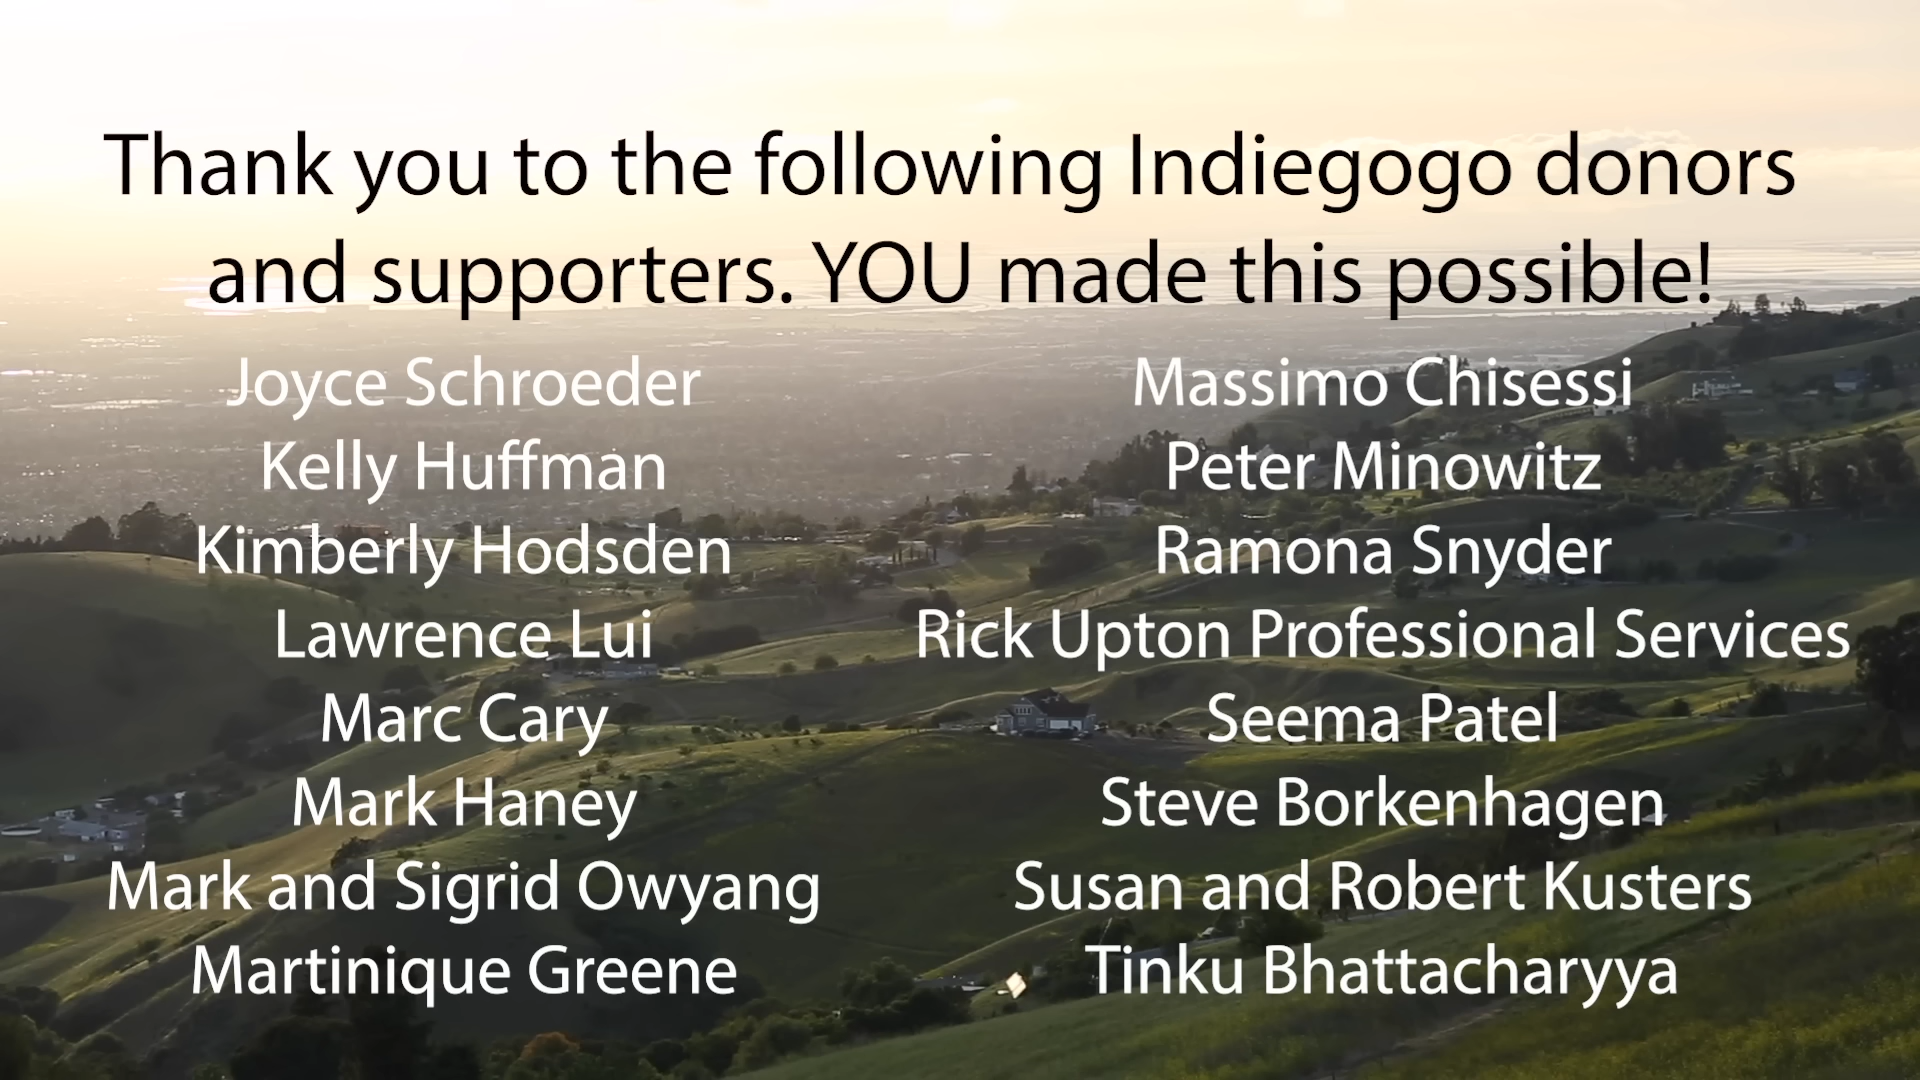 Thank you to the following Indiegogo donors
and supporters. YOU made this possible!
Joyce Schroeder
Kelly Huffman
Kimberly Hodsden
Lawrence Lui
Marc Cary
Mark Haney
Mark and Sigrid Owyang
Martinique Greene
Massimo Chisessi
Peter Minowitz
Ramona Snyder
Rick Upton Professional Services
Seema Patel
Steve Borkenhagen
Susan and Robert Kusters
Tinku Bhattacharyya